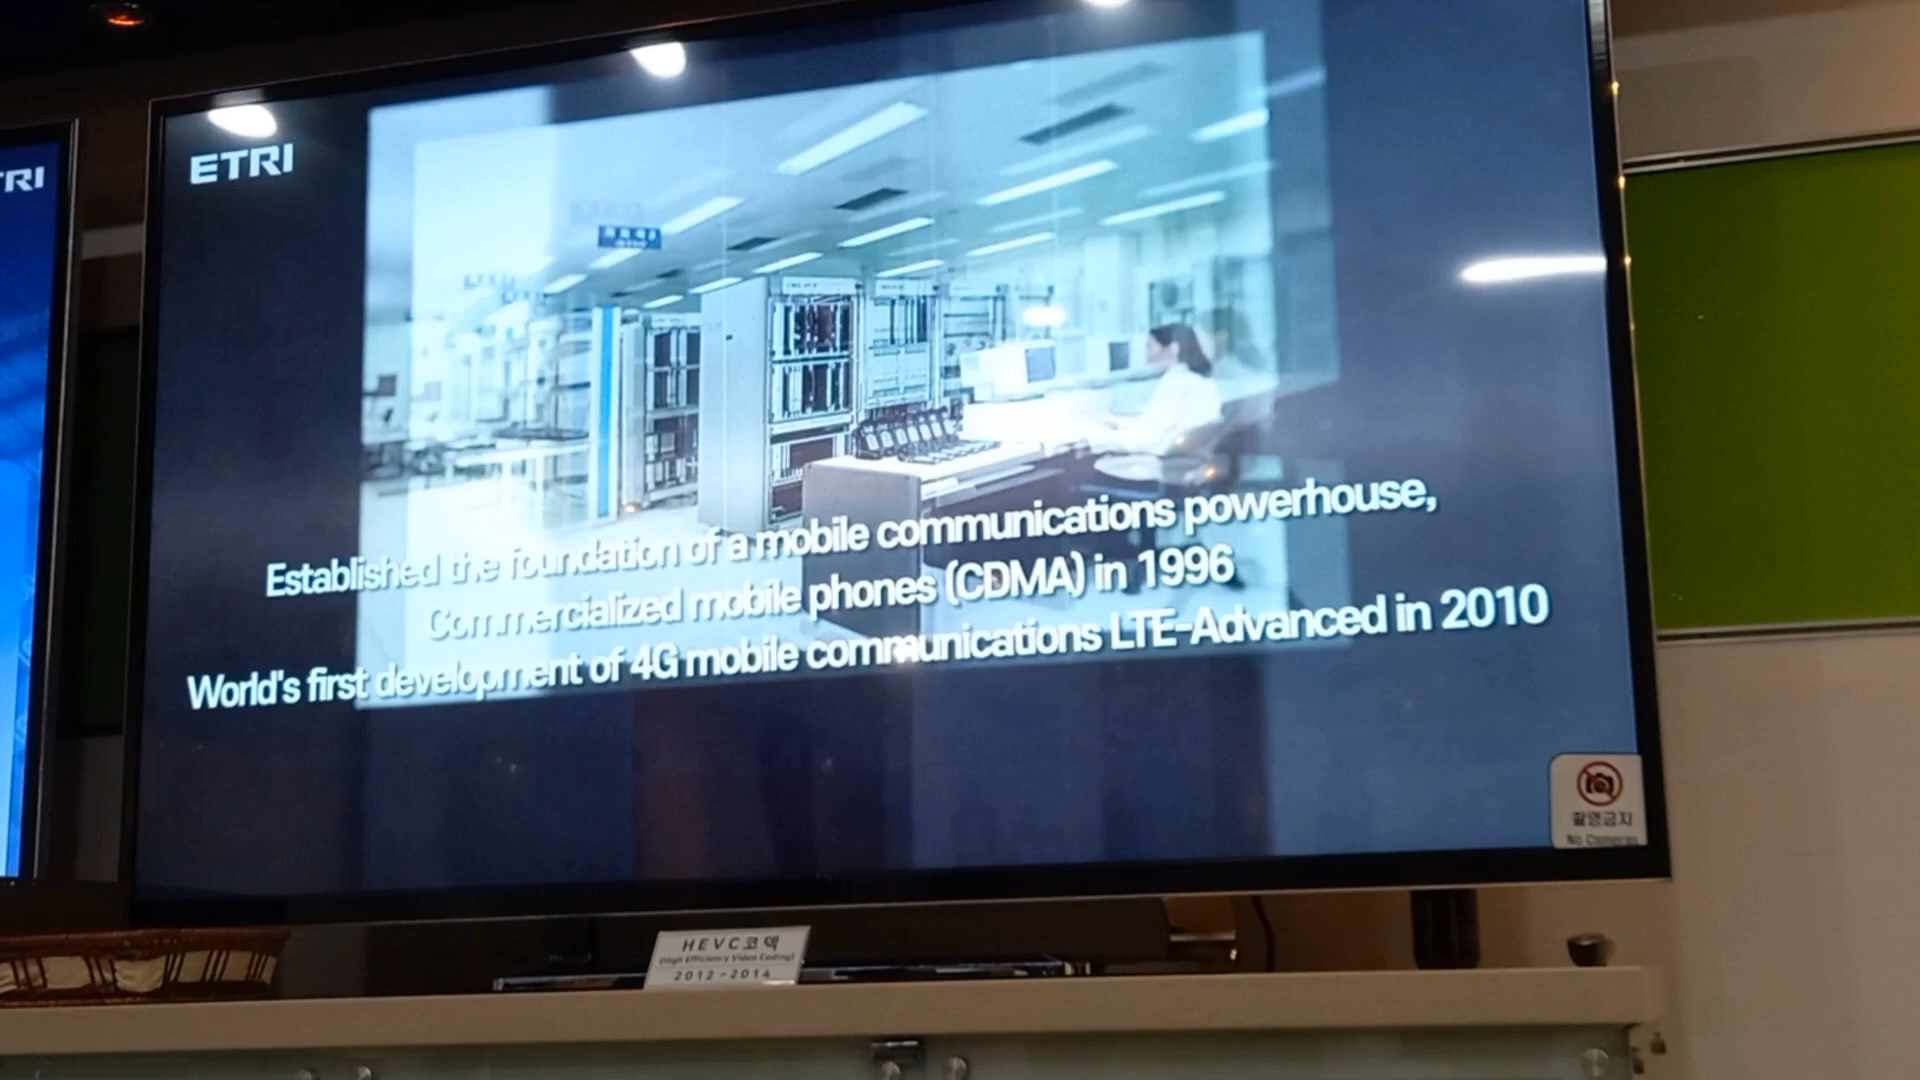 TRI
ETRI
Established the foundation of a mobile communications powerhouse,
Commercialized mobile phones (CDMA) in 1996
World's first development of 4G mobile communications LTE-Advanced in 2010
촬영금지
No Cameras
HEVC코덱
(High Efficiency Video Coding)
2012-2014